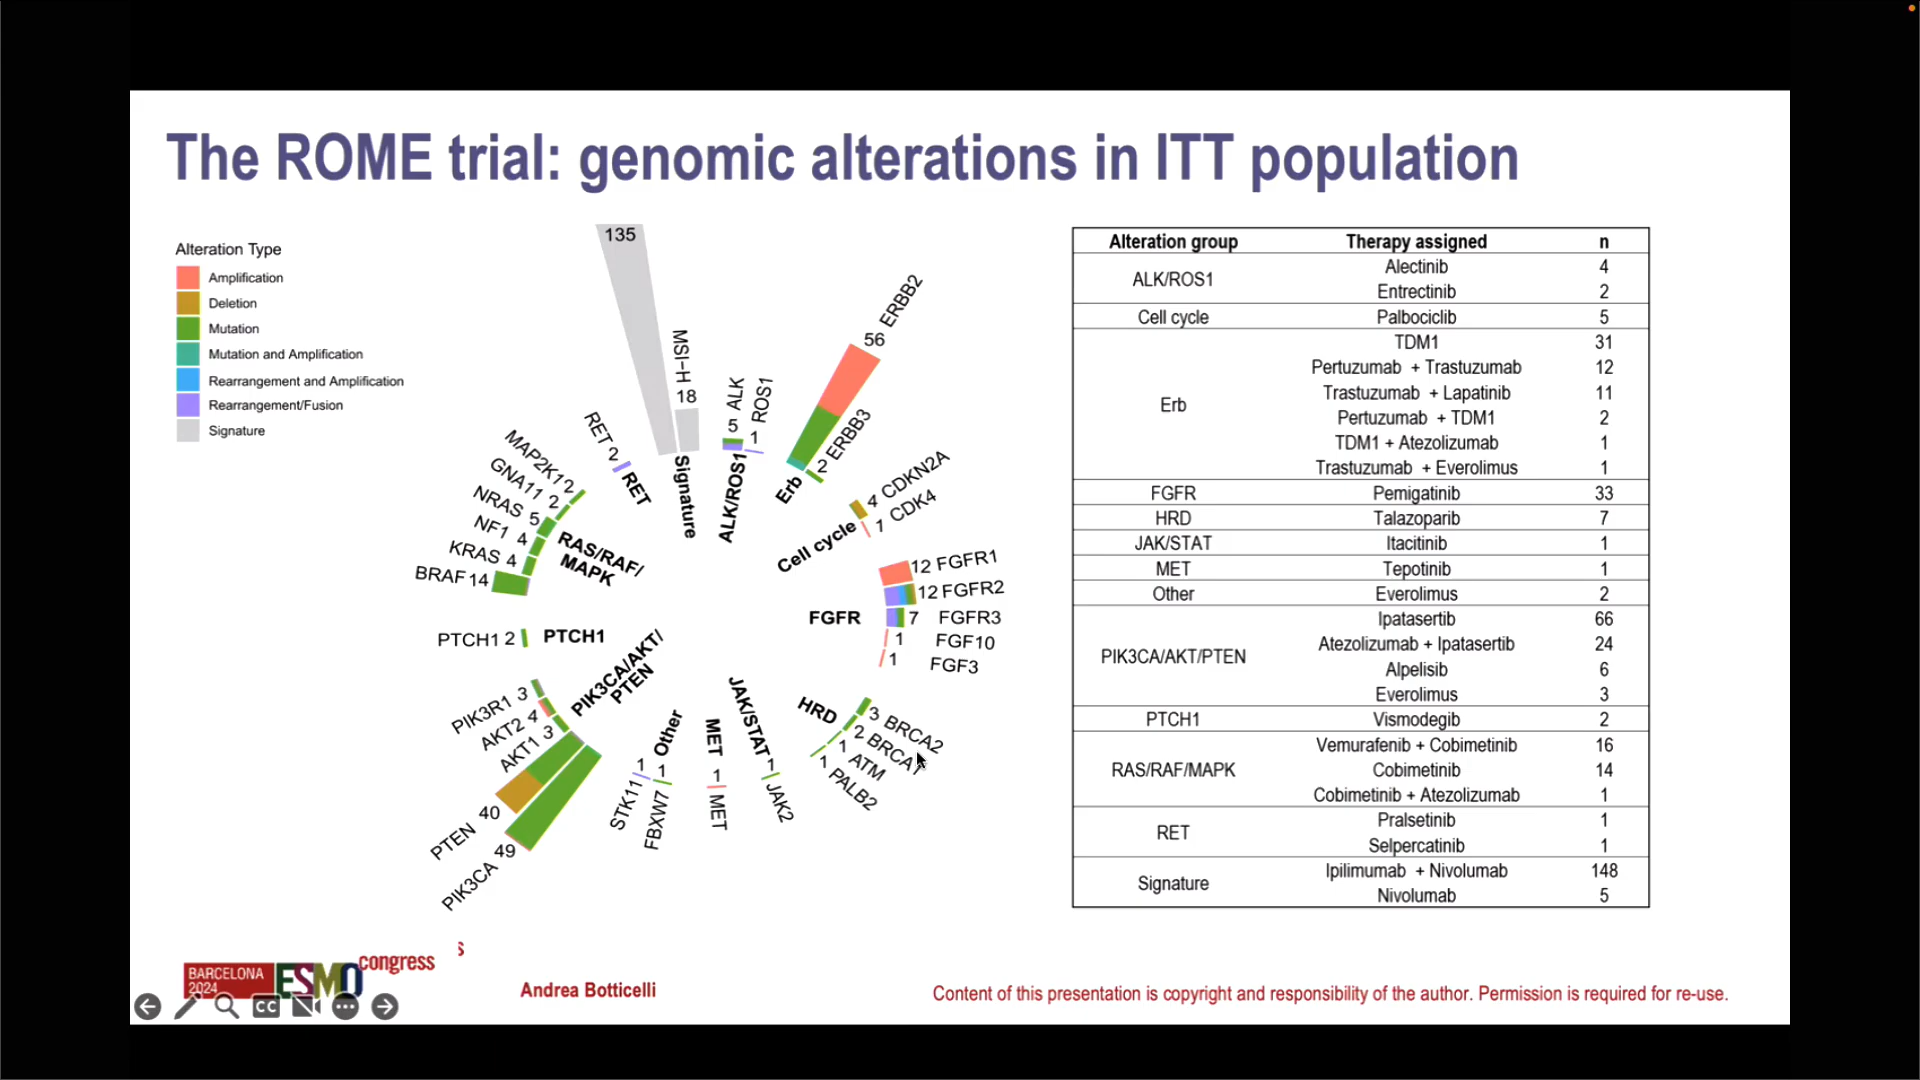 The ROME trial: genomic alterations in ITT population
Alteration Type
Amplification
Deletion
Mutation
Mutation and Amplification
Rearrangement and Amplification
Rearrangement/Fusion
Signature
135
MSI-H
18
Signature
ALK
5
ROS1
1
ALK/ROS1
ERBB2
56
ERBB3
2
Erb
CDKN2A
4
CDK4
1
Cell cycle
12 FGFR1
12 FGFR2
7 FGFR3
1 FGF10
1 FGF3
FGFR
3 BRCA2
2 BRCA1
1 ATM
1 PALB2
HRD
JAK/STAT
1
JAK2
MET
1
MET
Other
1
STK11
1
FBXW7
PIK3CA/AKT/
PTEN
PIK3R1 3
AKT2 4
AKT1 3
PTEN 40
PIK3CA 49
PTCH1 2
PTCH1
RAS/RAF/
MAPK
MAP2K1 2
GNA11 2
NRAS 5
NF1 4
KRAS 4
BRAF 14
RET 2
RET
Alteration group Therapy assigned n
ALK/ROS1
Alectinib 4
Entrectinib 2
Cell cycle Palbociclib 5
Erb
TDM1 31
Pertuzumab + Trastuzumab 12
Trastuzumab + Lapatinib 11
Pertuzumab + TDM1 2
TDM1 + Atezolizumab 1
Trastuzumab + Everolimus 1
FGFR Pemigatinib 33
HRD Talazoparib 7
JAK/STAT Itacitinib 1
MET Tepotinib 1
Other Everolimus 2
PIK3CA/AKT/PTEN
Ipatasertib 66
Atezolizumab + Ipatasertib 24
Alpelisib 6
Everolimus 3
PTCH1 Vismodegib 2
RAS/RAF/MAPK
Vemurafenib + Cobimetinib 16
Cobimetinib 14
Cobimetinib + Atezolizumab 1
RET
Pralsetinib 1
Selpercatinib 1
Signature
Ipilimumab + Nivolumab 148
Nivolumab 5
s
BARCELONA
2024
ESMO congress
Andrea Botticelli
Content of this presentation is copyright and responsibility of the author. Permission is required for re-use.
CC